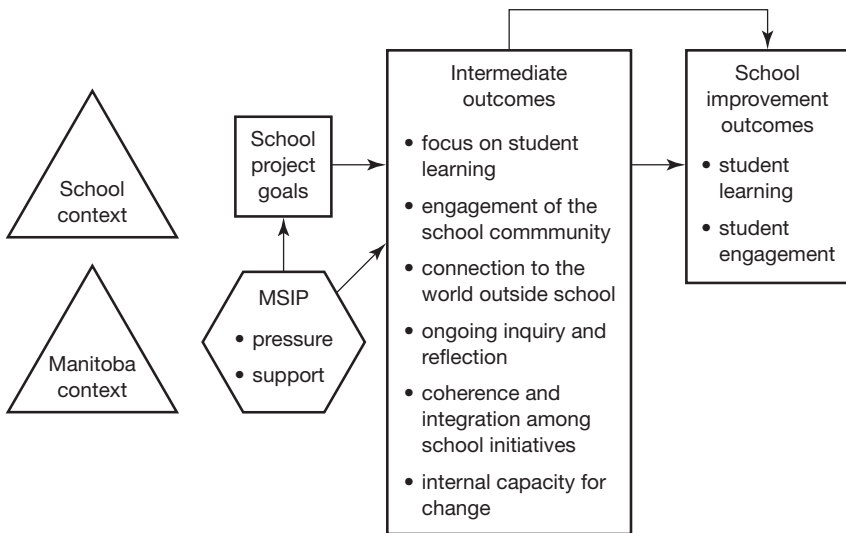 School
context
Manitoba
context
School
project
goals
MSIP
• pressure
• support
Intermediate
outcomes
• focus on student
learning
• engagement of the
school commmunity
• connection to the
world outside school
• ongoing inquiry and
reflection
• coherence and
integration among
school initiatives
• internal capacity for
change
School
improvement
outcomes
• student
learning
• student
engagement